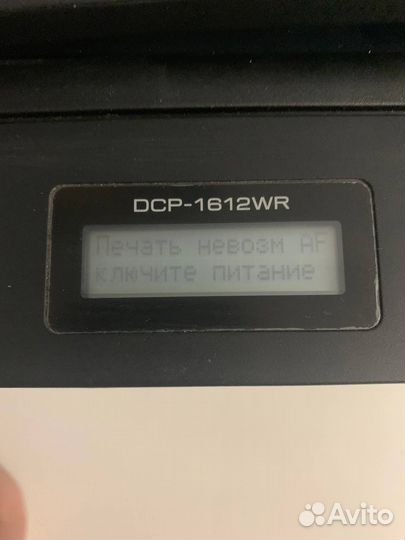 DCP-1612WR
Печать невозм AF
ключите питание
Avito